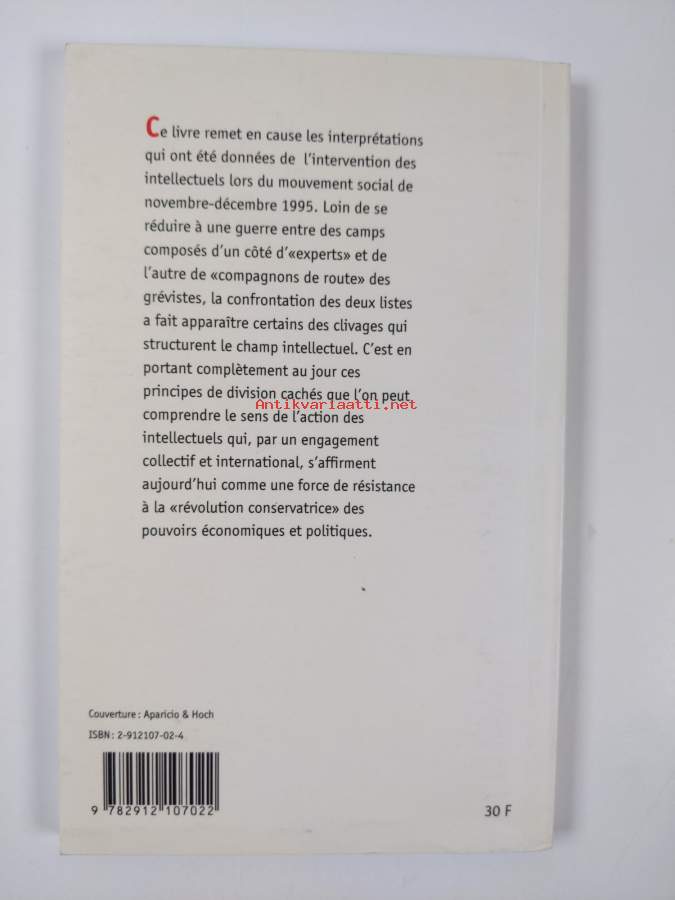 Ce livre remet en cause les interprétations
qui ont été données de l'intervention des
intellectuels lors du mouvement social de
novembre-décembre 1995. Loin de se
réduire à une guerre entre des camps
composés d'un côté d'«experts» et de
l'autre de «compagnons de route» des
grévistes, la confrontation des deux listes
a fait apparaître certains des clivages qui
structurent le champ intellectuel. C'est en
portant complètement au jour ces
principes de division cachés que l'on peut
Antikvariaatti.net
comprendre le sens de l'action des
intellectuels qui, par un engagement
collectif et international, s'affirment
aujourd'hui comme une force de résistance
à la «révolution conservatrice» des
pouvoirs économiques et politiques.
Couverture : Aparicio & Hoch
ISBN : 2-912107-02-4
9 782912 107022
30 F